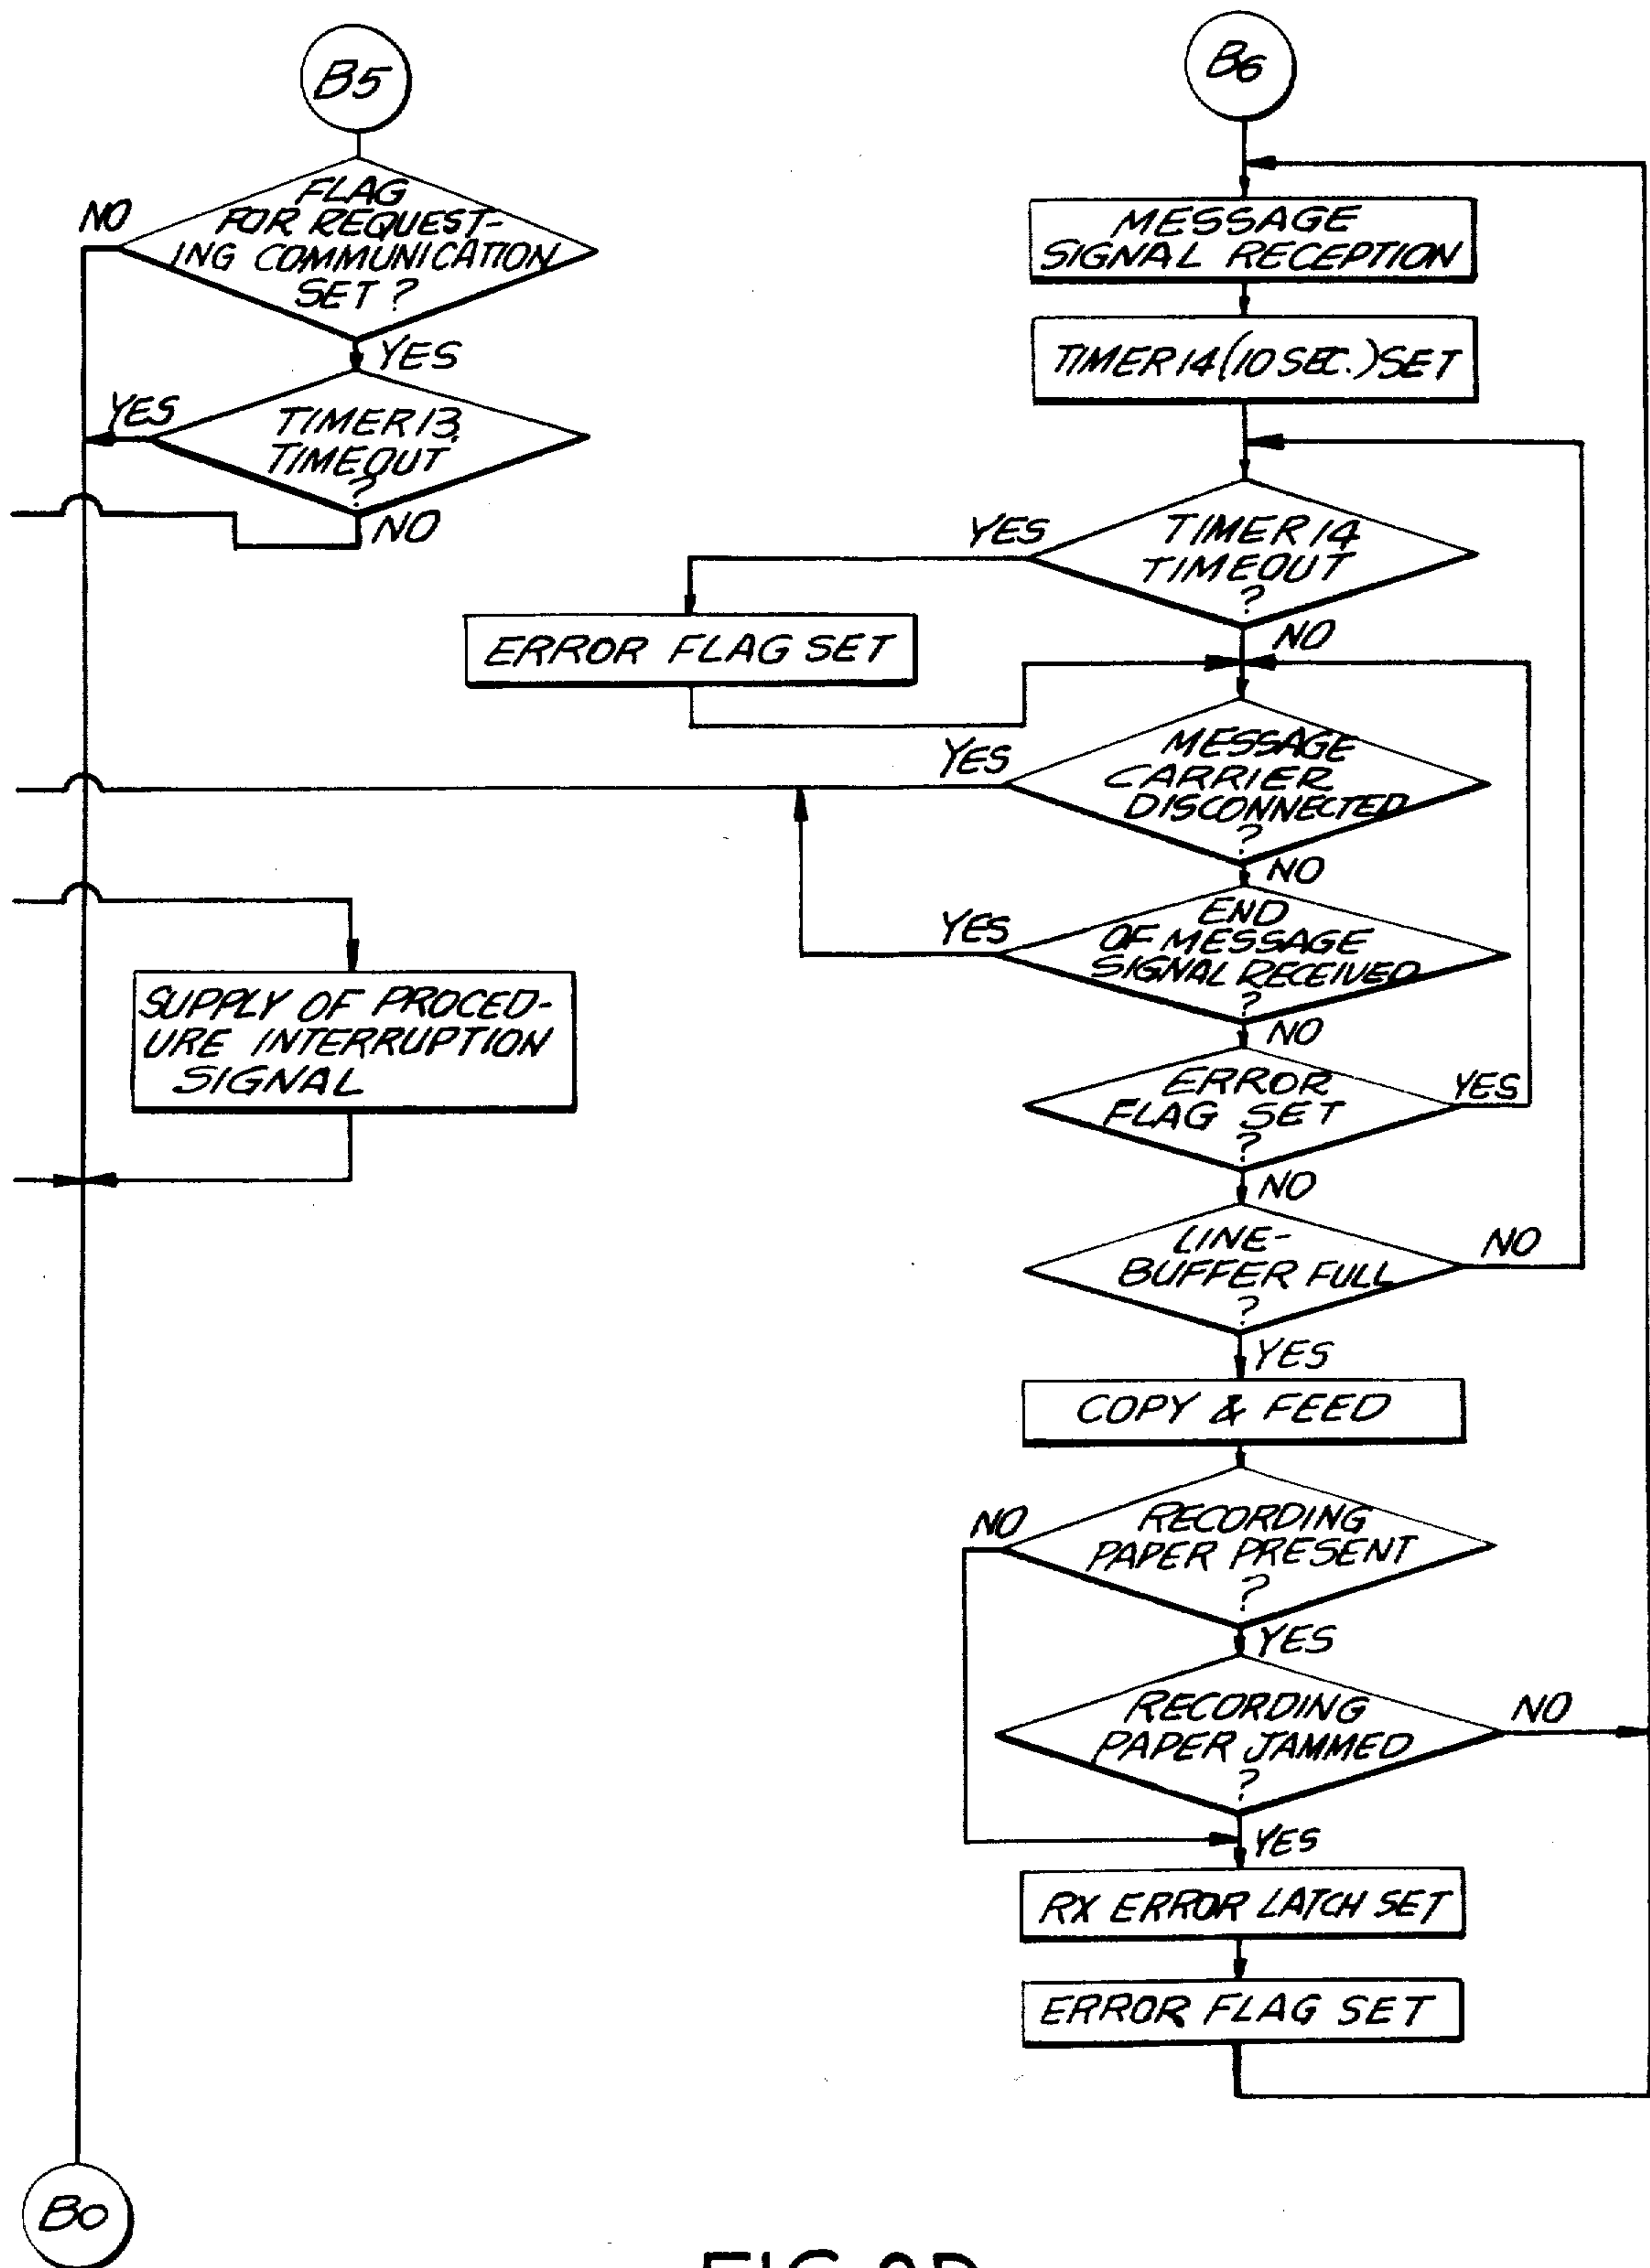 B5
FLAG
FOR REQUEST-
ING COMMUNICATION
SET ?
NO
YES
TIMER 13
TIMEOUT
?
YES
NO
SUPPLY OF PROCED-
URE INTERRUPTION
SIGNAL
B0
B6
MESSAGE
SIGNAL RECEPTION
TIMER 14 (10 SEC.) SET
TIMER 14
TIMEOUT
?
YES
NO
ERROR FLAG SET
MESSAGE
CARRIER
DISCONNECTED
?
YES
NO
END
OF MESSAGE
SIGNAL RECEIVED
?
YES
NO
ERROR
FLAG SET
?
YES
NO
LINE-
BUFFER FULL
?
NO
YES
COPY & FEED
RECORDING
PAPER PRESENT
?
NO
YES
RECORDING
PAPER JAMMED
?
NO
YES
RX ERROR LATCH SET
ERROR FLAG SET